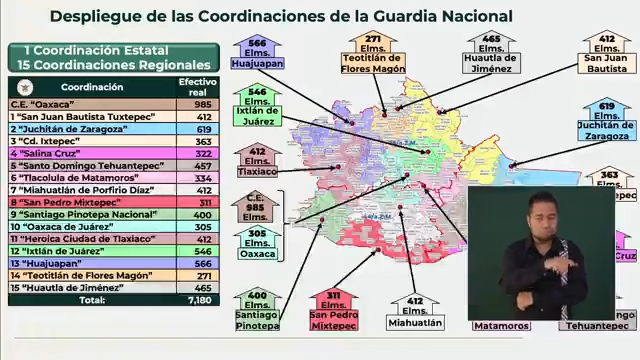 Despliegue de las Coordinaciones de la Guardia Nacional
1 Coordinación Estatal
15 Coordinaciones Regionales
Coordinación Efectivo real
C.E. "Oaxaca" 985
1 "San Juan Bautista Tuxtepec" 412
2 "Juchitán de Zaragoza" 619
3 "Cd. Ixtepec" 363
4 "Salina Cruz" 322
5 "Santo Domingo Tehuantepec" 457
6 "Tlacolula de Matamoros" 334
7 "Miahuatlán de Porfirio Díaz" 412
8 "San Pedro Mixtepec" 311
9 "Santiago Pinotepa Nacional" 400
10 "Oaxaca de Juárez" 305
11 "Heroica Ciudad de Tlaxiaco" 412
12 "Ixtlán de Juárez" 546
13 "Huajuapan" 566
14 "Teotitlán de Flores Magón" 271
15 "Huautla de Jiménez" 465
Total: 7,180
566
Elms.
Huajuapan
271
Elms.
Teotitlán de
Flores Magón
465
Elms.
Huautla de
Jiménez
412
Elms.
San Juan
Bautista
546
Elms.
Ixtlán de
Juárez
619
Elms.
Juchitán de
Zaragoza
412
Elms.
Tlaxiaco
363
Elms.
C.E.
985
Elms.
305
Elms.
Oaxaca
400
Elms.
Santiago
Pinotepa
311
Elms.
San Pedro
Mixtepec
412
Elms.
Miahuatlán
Matamoros
Tehuantepec